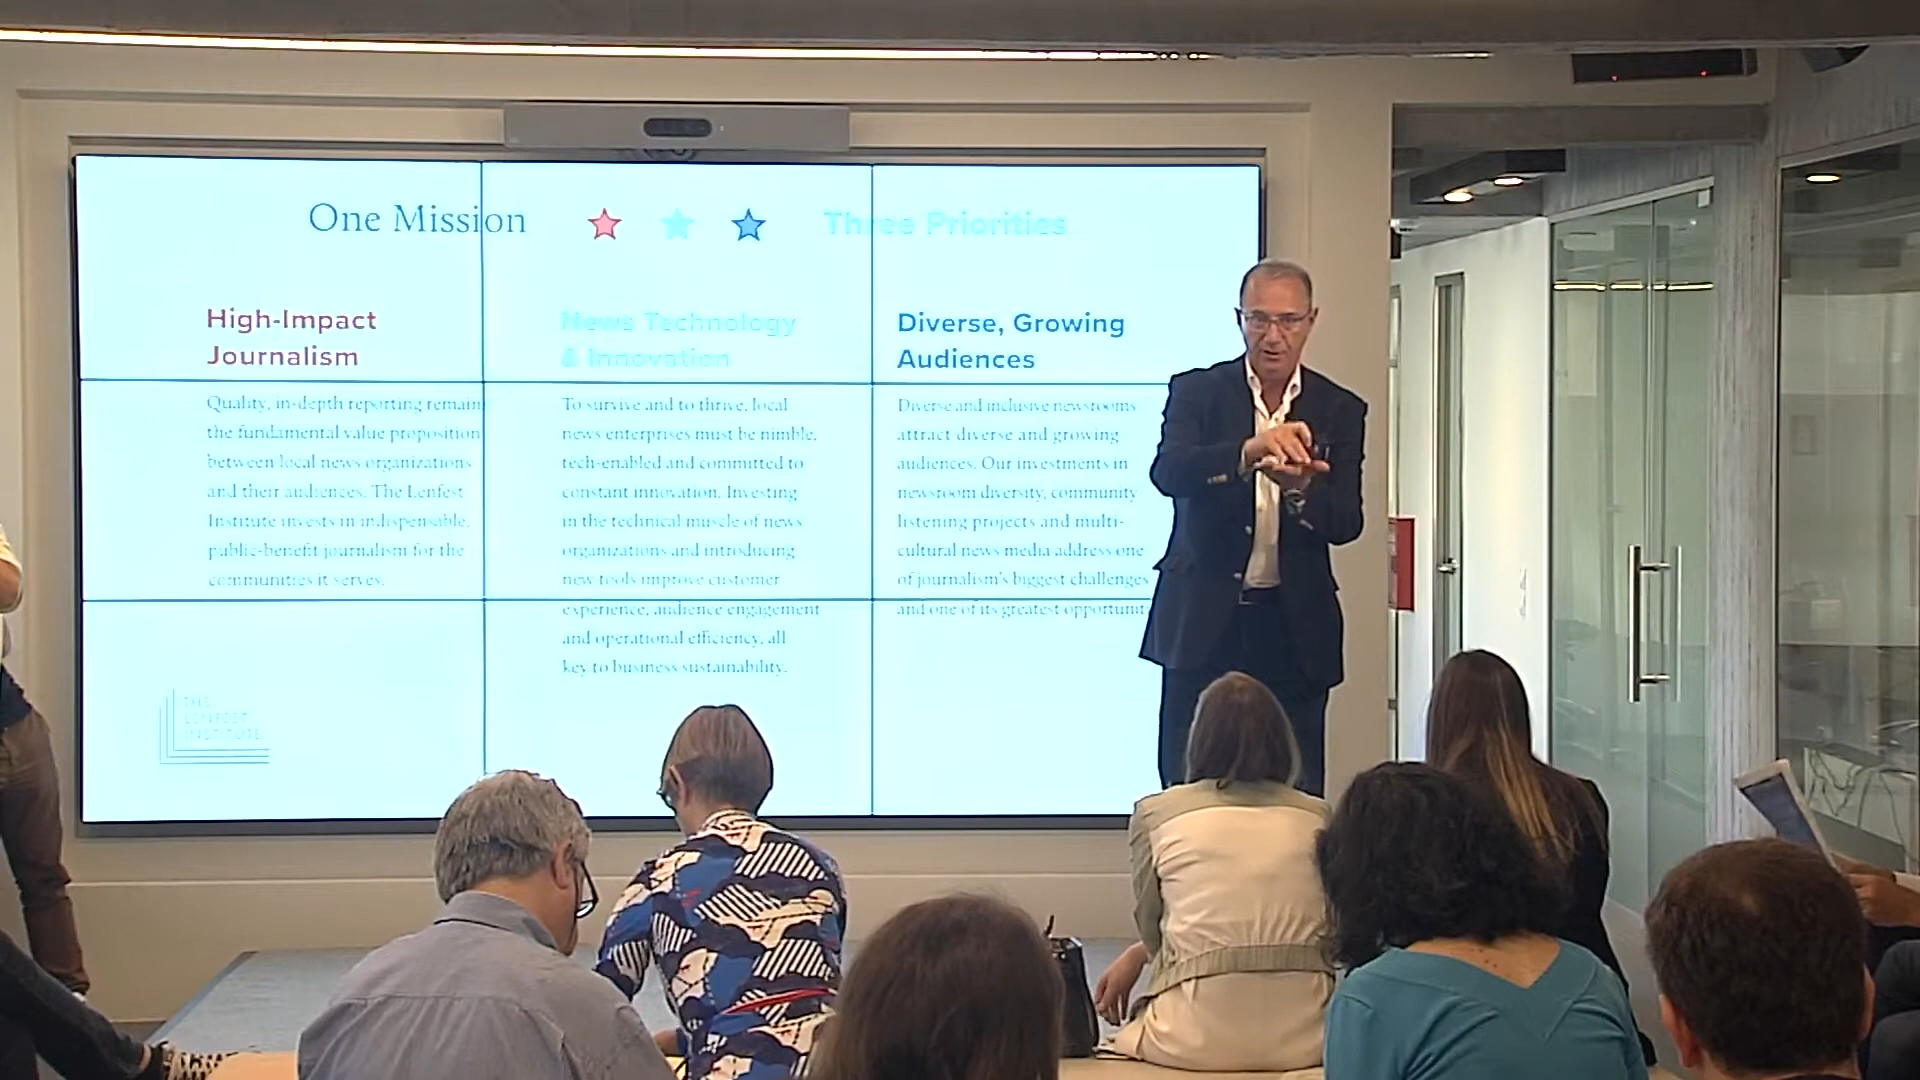 One Mission Three Priorities
High-Impact
Journalism
Quality, in-depth reporting remain
the fundamental value proposition
between local news organizations
and their audiences. The Lenfest
Institute invests in indispensable,
public-benefit journalism for the
communities it serves.
News Technology
& Innovation
To survive and to thrive, local
news enterprises must be nimble,
tech-enabled and committed to
constant innovation. Investing
in the technical muscle of news
organizations and introducing
new tools improve customer
experience, audience engagement
and operational efficiency, all
key to business sustainability.
Diverse, Growing
Audiences
Diverse and inclusive newsrooms
attract diverse and growing
audiences. Our investments in
newsroom diversity, community
listening projects and multi-
cultural news media address one
of journalism's biggest challenges
and one of its greatest opportunit
THE
LENFEST
INSTITUTE